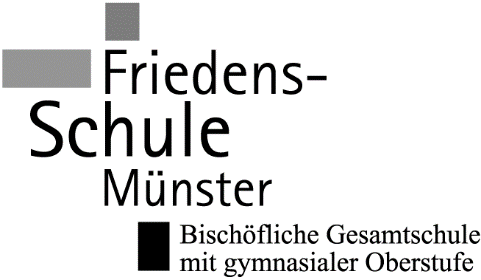 Friedens-
Schule
Münster
Bischöfliche Gesamtschule
mit gymnasialer Oberstufe